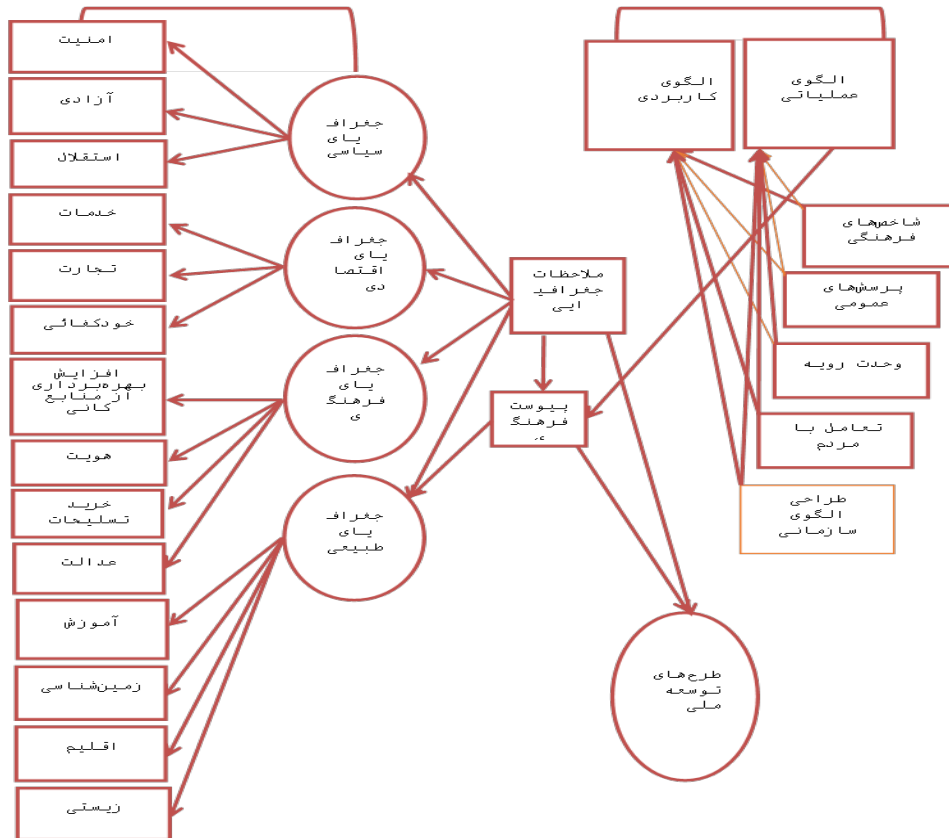 الگوی
عملیاتی
الگوی
کاربردی
شاخص‌های
فرهنگی
پرسش‌های
عمومی
وحدت رویه
تعامل با
مردم
طراحی
الگوی
سازمانی
ملاحظات
جغرافی
ایی
پیوست
فرهنگ
ی
طرح‌های
توسعه
ملی
جغراف
یای
سیاسی
جغراف
یای
اقتصا
دی
جغراف
یای
فرهنگ
ی
جغراف
یای
طبیعی
امنیت
آزادی
استقلال
خدمات
تجارت
خودکفائی
افزایش
بهره‌برداری
از منابع
کانی
هویت
خرید
تسلیحات
عدالت
آموزش
زمین‌شناسی
اقلیم
زیستی